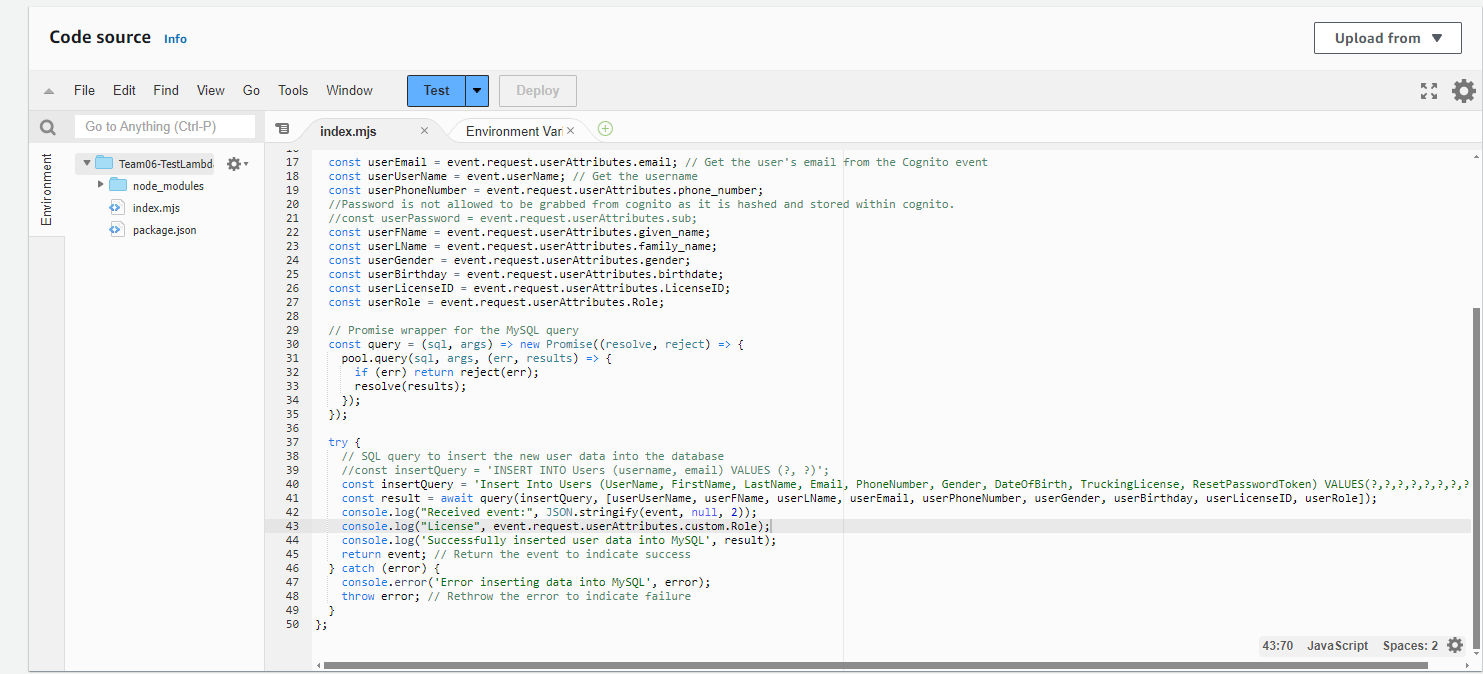 Code source Info
Upload from
File Edit Find View Go Tools Window Test Deploy
Go to Anything (Ctrl-P)
index.mjs
Environment Vari
Environment
Team06-TestLambda
node_modules
index.mjs
package.json
17 const userEmail = event.request.userAttributes.email; // Get the user's email from the Cognito event
18 const userUserName = event.userName; // Get the username
19 const userPhoneNumber = event.request.userAttributes.phone_number;
20 //Password is not allowed to be grabbed from cognito as it is hashed and stored within cognito.
21 //const userPassword = event.request.userAttributes.sub;
22 const userFName = event.request.userAttributes.given_name;
23 const userLName = event.request.userAttributes.family_name;
24 const userGender = event.request.userAttributes.gender;
25 const userBirthday = event.request.userAttributes.birthdate;
26 const userLicenseID = event.request.userAttributes.LicenseID;
27 const userRole = event.request.userAttributes.Role;
28
29 // Promise wrapper for the MySQL query
30 const query = (sql, args) => new Promise((resolve, reject) => {
31 pool.query(sql, args, (err, results) => {
32 if (err) return reject(err);
33 resolve(results);
34 });
35 });
36
37 try {
38 // SQL query to insert the new user data into the database
39 //const insertQuery = 'INSERT INTO Users (username, email) VALUES (?, ?)';
40 const insertQuery = 'Insert Into Users (UserName, FirstName, LastName, Email, PhoneNumber, Gender, DateOfBirth, TruckingLicense, ResetPasswordToken) VALUES(?,?,?,?,?,?,?,?
41 const result = await query(insertQuery, [userUserName, userFName, userLName, userEmail, userPhoneNumber, userGender, userBirthday, userLicenseID, userRole]);
42 console.log("Received event:", JSON.stringify(event, null, 2));
43 console.log("License", event.request.userAttributes.custom.Role);
44 console.log('Successfully inserted user data into MySQL', result);
45 return event; // Return the event to indicate success
46 } catch (error) {
47 console.error('Error inserting data into MySQL', error);
48 throw error; // Rethrow the error to indicate failure
49 }
50 };
43:70 JavaScript Spaces: 2